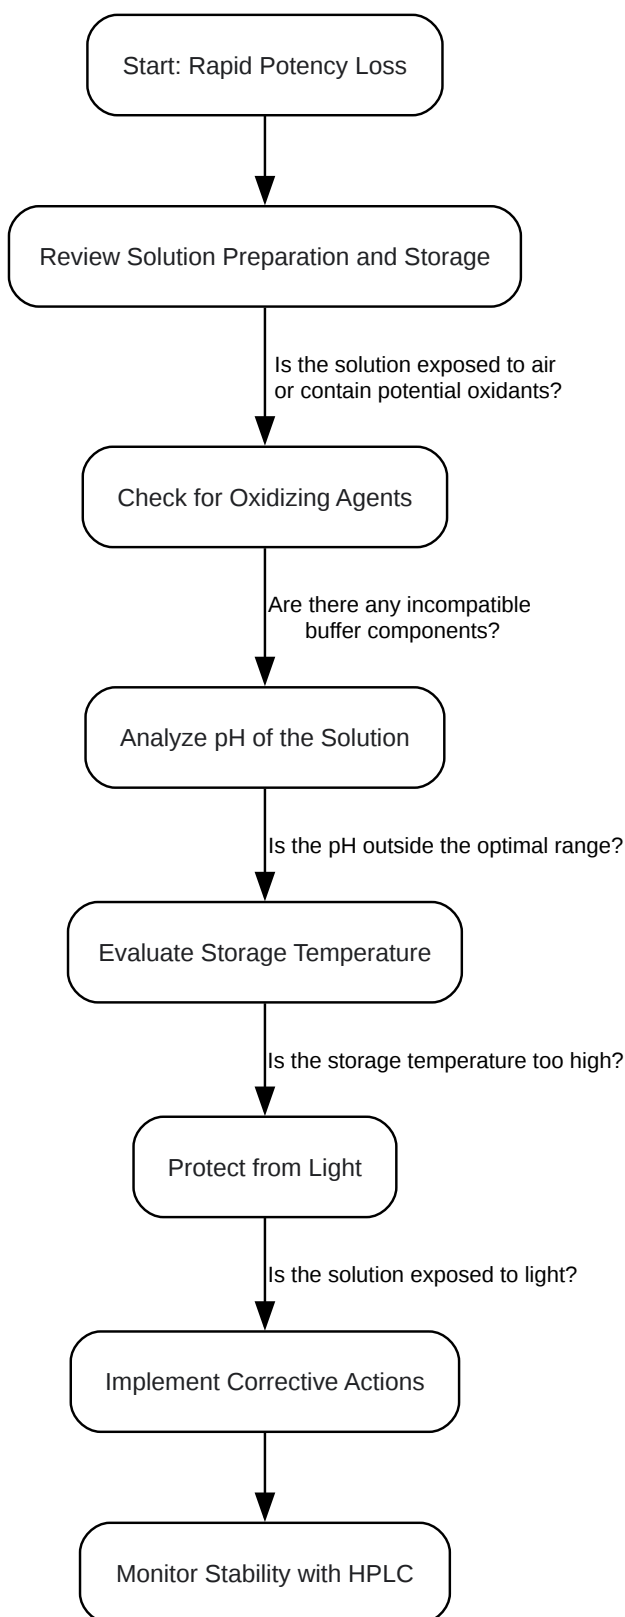 Start: Rapid Potency Loss
Review Solution Preparation and Storage
Is the solution exposed to air
or contain potential oxidants?
Check for Oxidizing Agents
Are there any incompatible
buffer components?
Analyze pH of the Solution
Is the pH outside the optimal range?
Evaluate Storage Temperature
Is the storage temperature too high?
Protect from Light
Is the solution exposed to light?
Implement Corrective Actions
Monitor Stability with HPLC